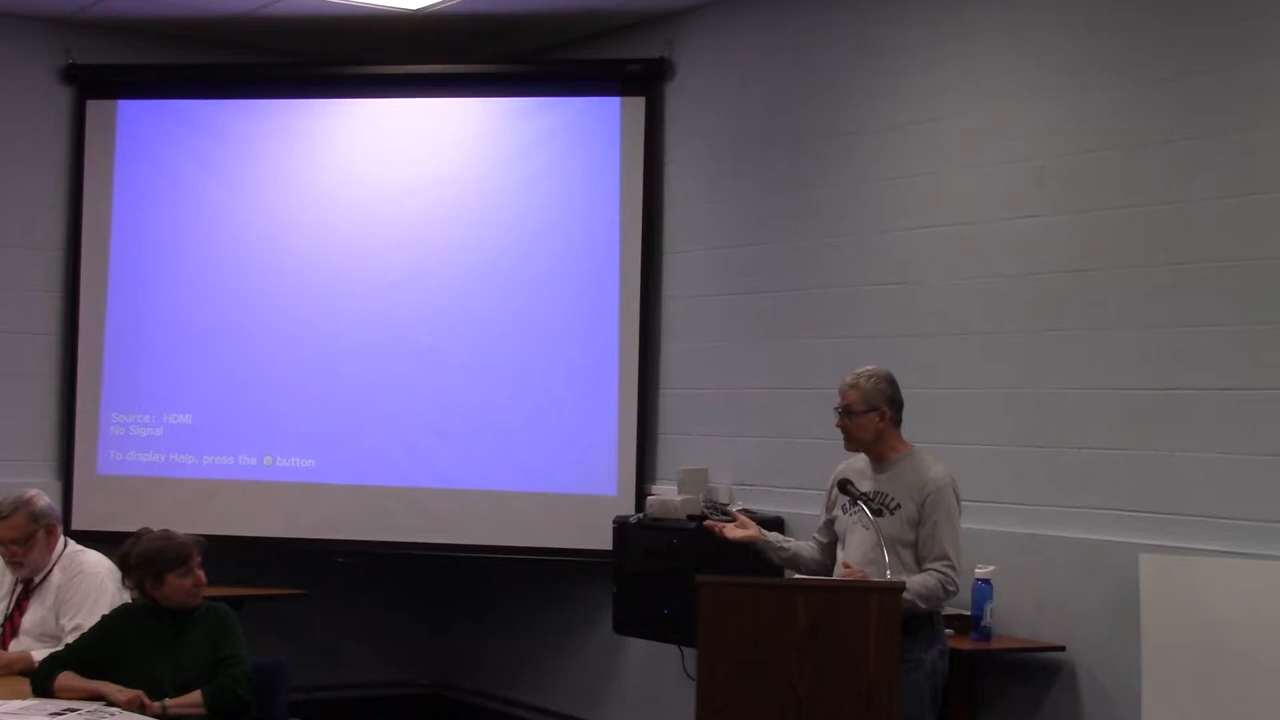 Source: HDMI
No Signal
To display Help, press the button